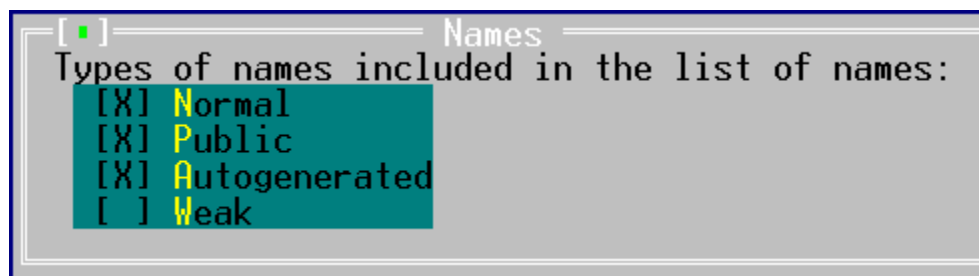 [▪] Names
Types of names included in the list of names:
[X] Normal
[X] Public
[X] Autogenerated
[ ] Weak